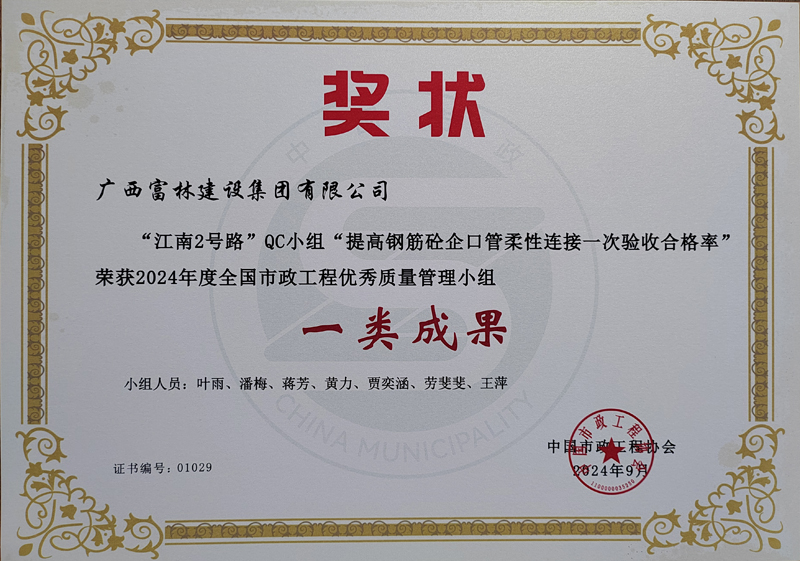 奖状
广西富林建设集团有限公司
“江南2号路”QC小组“提高钢筋砼企口管柔性连接一次验收合格率”
荣获2024年度全国市政工程优秀质量管理小组
一类成果
小组人员：叶雨、潘梅、蒋芳、黄力、贾奕涵、劳斐斐、王萍
中国市政工程协会
证书编号：01029
2024年9月
中 政
CHINA MUNICIPALITY